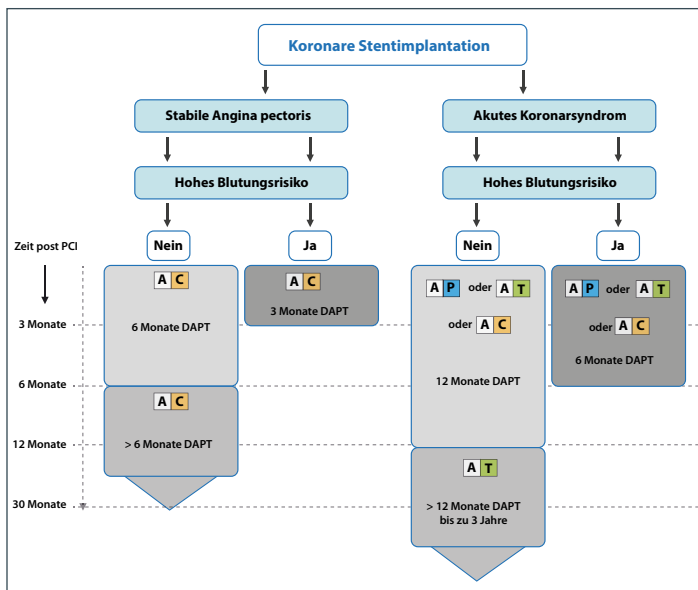 Koronare Stentimplantation
Stabile Angina pectoris
Akutes Koronarsyndrom
Hohes Blutungsrisiko
Hohes Blutungsrisiko
Zeit post PCI
Nein
Ja
Nein
Ja
A C
6 Monate DAPT
A C
3 Monate DAPT
A P oder A T
oder A C
12 Monate DAPT
A P oder A T
oder A C
6 Monate DAPT
3 Monate
6 Monate
A C
> 6 Monate DAPT
12 Monate
A T
> 12 Monate DAPT
bis zu 3 Jahre
30 Monate